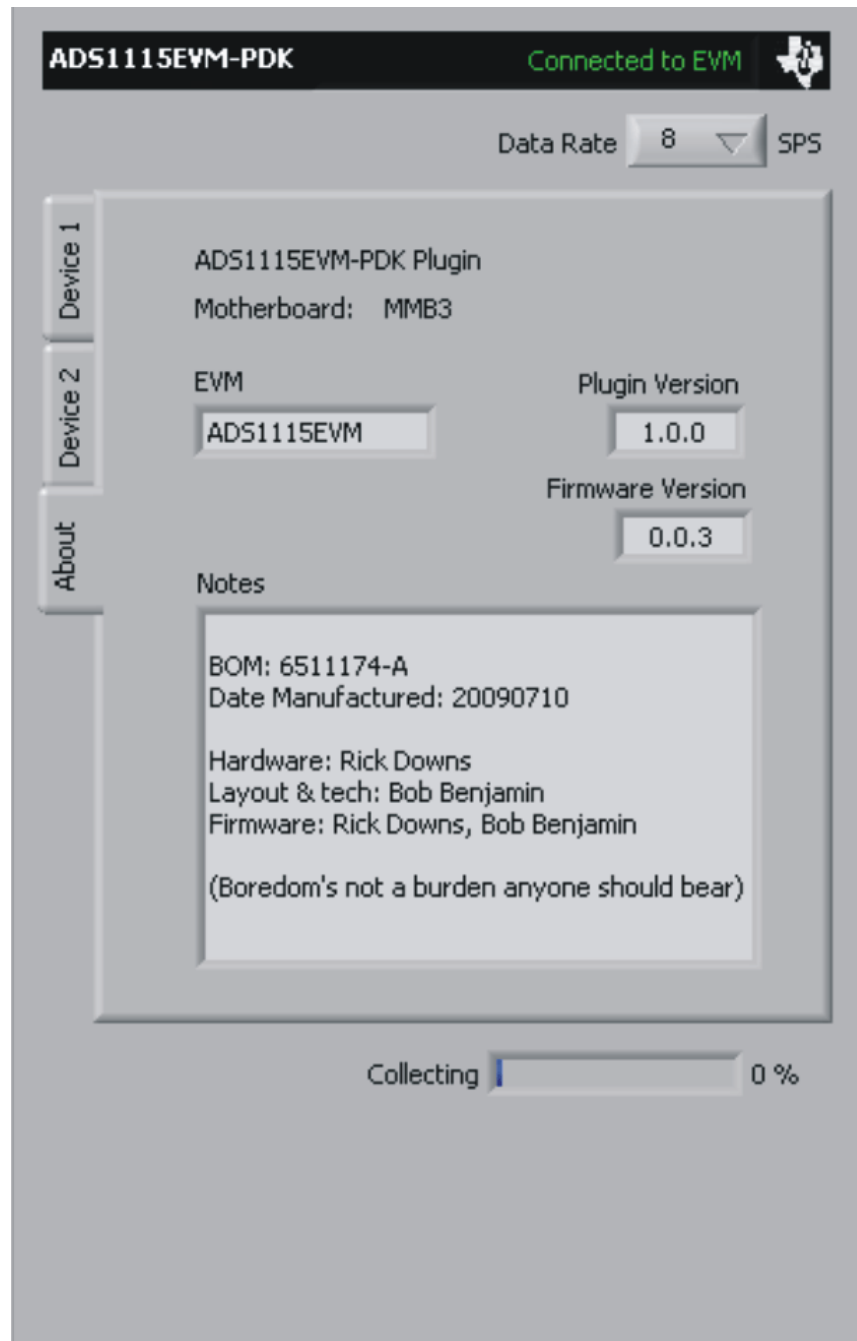 ADS1115EVM-PDK Connected to EVM
Data Rate 8 SPS
Device 1
Device 2
About
ADS1115EVM-PDK Plugin
Motherboard: MMB3
EVM
ADS1115EVM
Plugin Version
1.0.0
Firmware Version
0.0.3
Notes
BOM: 6511174-A
Date Manufactured: 20090710
Hardware: Rick Downs
Layout & tech: Bob Benjamin
Firmware: Rick Downs, Bob Benjamin
(Boredom's not a burden anyone should bear)
Collecting 0 %